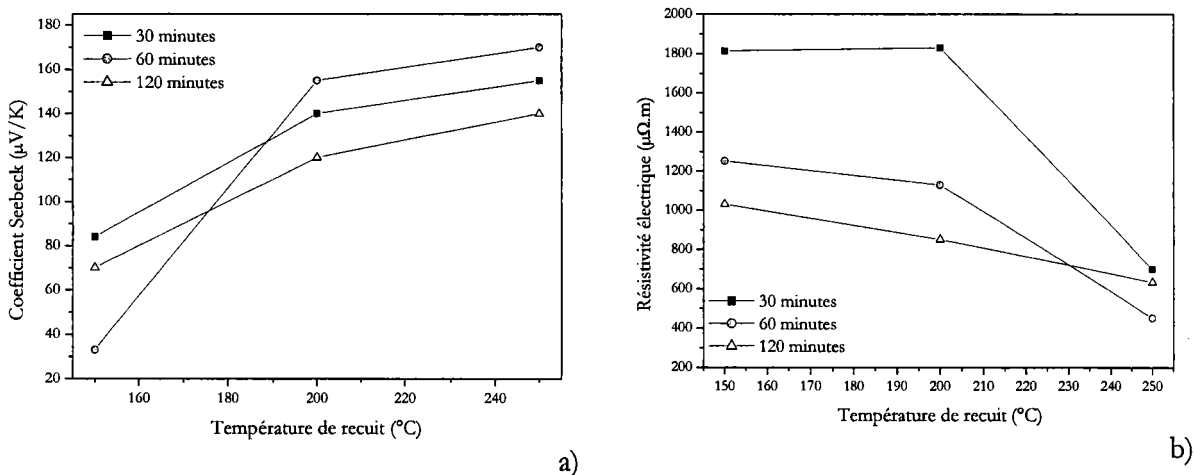 180
160
140
120
100
80
60
40
20
Coefficient Seebeck (µV/K)
30 minutes
60 minutes
120 minutes
160
180
200
220
240
Température de recuit (°C)
a)
2000
1800
1600
1400
1200
1000
800
600
400
200
Résistivité électrique (µΩ.m)
30 minutes
60 minutes
120 minutes
150
160
170
180
190
200
210
220
230
240
250
Température de recuit (°C)
b)